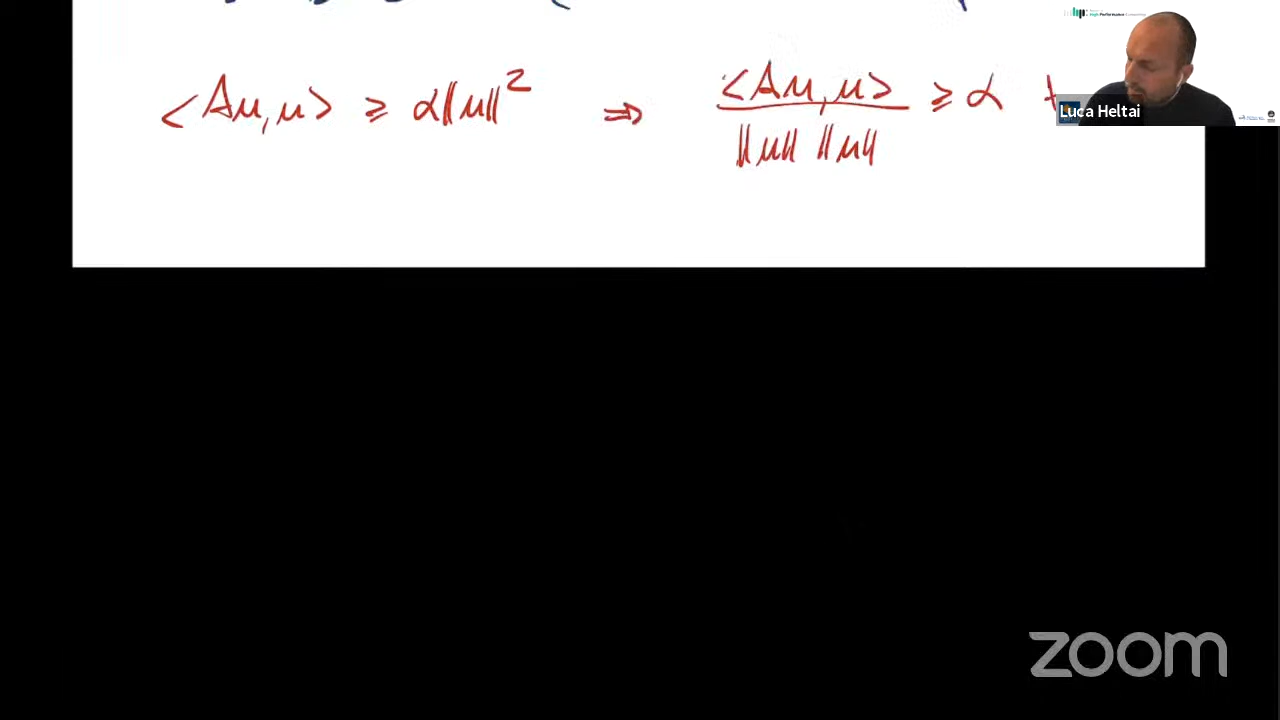 <Au,u> ≥ α||u||² ⇒ <Au,u> / ||u|| ||u|| ≥ α
Luca Heltai
zoom